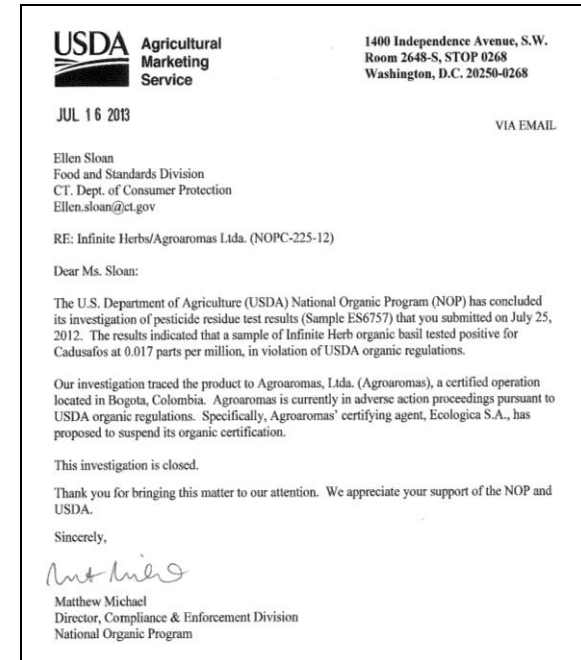 USDA Agricultural
Marketing
Service
1400 Independence Avenue, S.W.
Room 2648-S, STOP 0268
Washington, D.C. 20250-0268
JUL 16 2013
VIA EMAIL
Ellen Sloan
Food and Standards Division
CT. Dept. of Consumer Protection
Ellen.sloan@ct.gov
RE: Infinite Herbs/Agroaromas Ltda. (NOPC-225-12)
Dear Ms. Sloan:
The U.S. Department of Agriculture (USDA) National Organic Program (NOP) has concluded
its investigation of pesticide residue test results (Sample ES6757) that you submitted on July 25,
2012. The results indicated that a sample of Infinite Herb organic basil tested positive for
Cadusafos at 0.017 parts per million, in violation of USDA organic regulations.
Our investigation traced the product to Agroaromas, Ltda. (Agroaromas), a certified operation
located in Bogota, Colombia. Agroaromas is currently in adverse action proceedings pursuant to
USDA organic regulations. Specifically, Agroaromas' certifying agent, Ecologica S.A., has
proposed to suspend its organic certification.
This investigation is closed.
Thank you for bringing this matter to our attention. We appreciate your support of the NOP and
USDA.
Sincerely,
Matthew Michael
Director, Compliance & Enforcement Division
National Organic Program